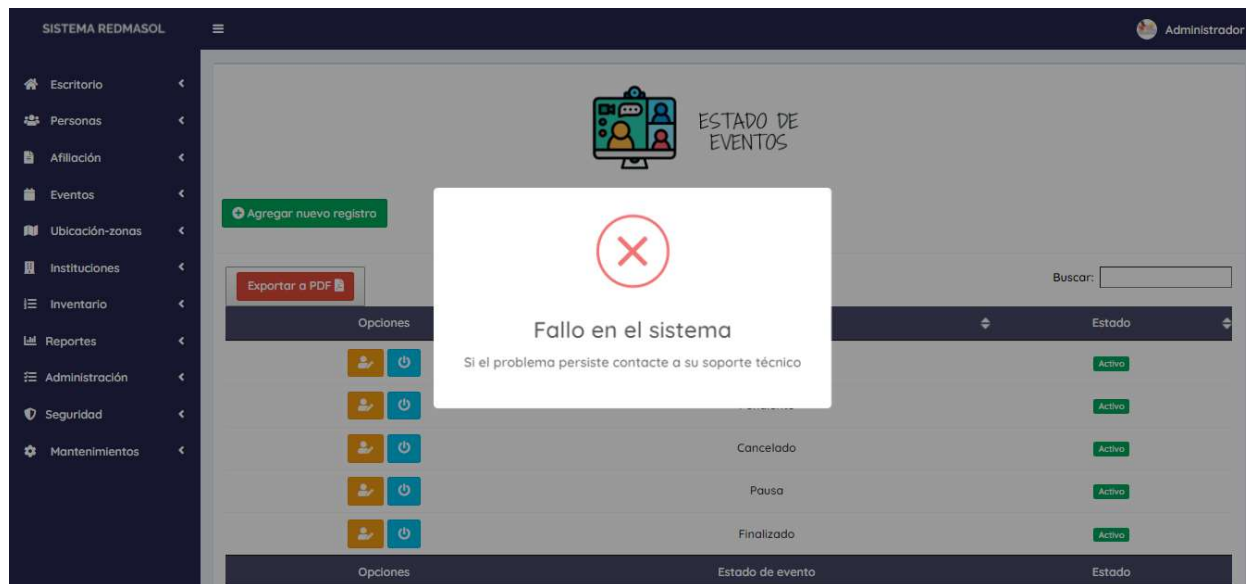 SISTEMA REDMASOL
Administrador
Escritorio
Personas
Afiliación
Eventos
Ubicación-zonas
Instituciones
Inventario
Reportes
Administración
Seguridad
Mantenimientos
ESTADO DE
EVENTOS
Agregar nuevo registro
Exportar a PDF
Buscar:
Opciones
Estado
Fallo en el sistema
Si el problema persiste contacte a su soporte técnico
Activo
Activo
Cancelado Activo
Pausa Activo
Finalizado Activo
Opciones Estado de evento Estado